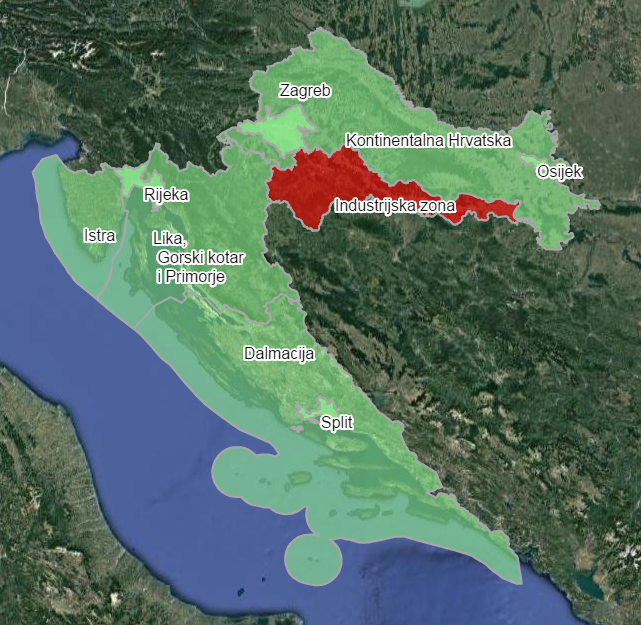 Zagreb
Kontinentalna Hrvatska
Osijek
Rijeka
Industrijska zona
Istra
Lika,
Gorski kotar
i Primorje
Dalmacija
Split